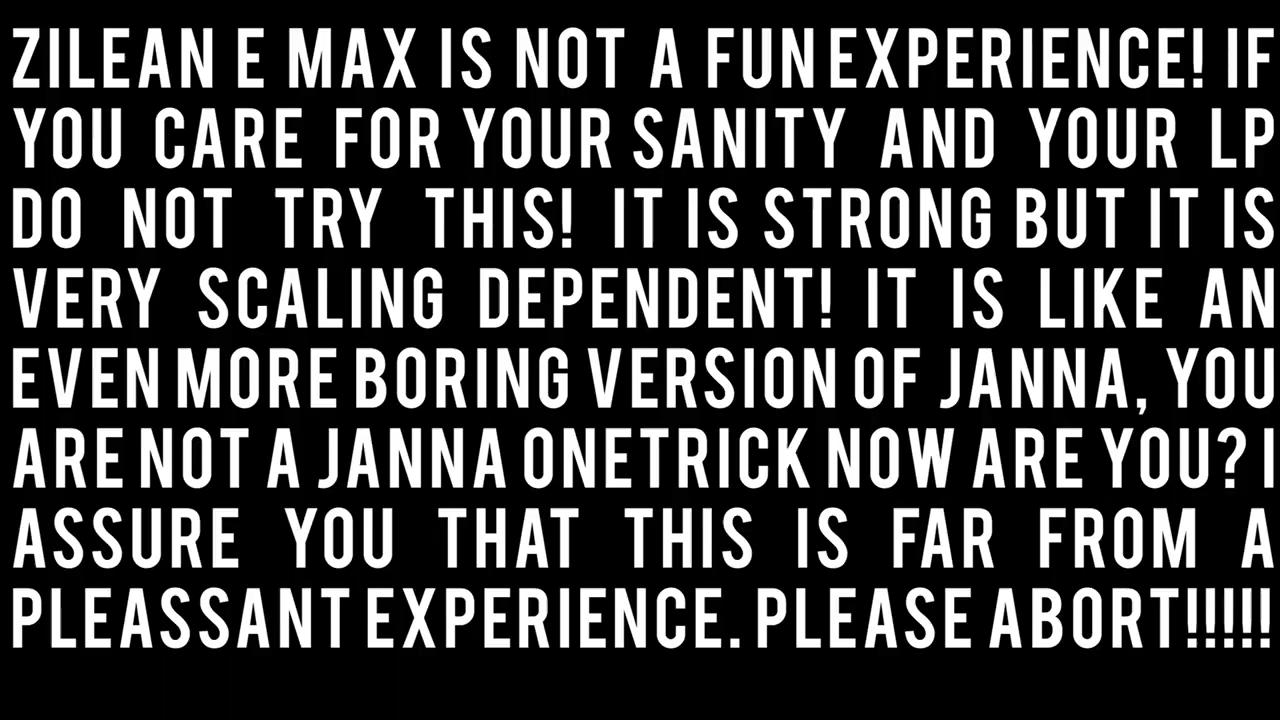 ZILEAN E MAX IS NOT A FUN EXPERIENCE! IF
YOU CARE FOR YOUR SANITY AND YOUR LP
DO NOT TRY THIS! IT IS STRONG BUT IT IS
VERY SCALING DEPENDENT! IT IS LIKE AN
EVEN MORE BORING VERSION OF JANNA, YOU
ARE NOT A JANNA ONETRICK NOW ARE YOU? I
ASSURE YOU THAT THIS IS FAR FROM A
PLEASSANT EXPERIENCE. PLEASE ABORT!!!!!